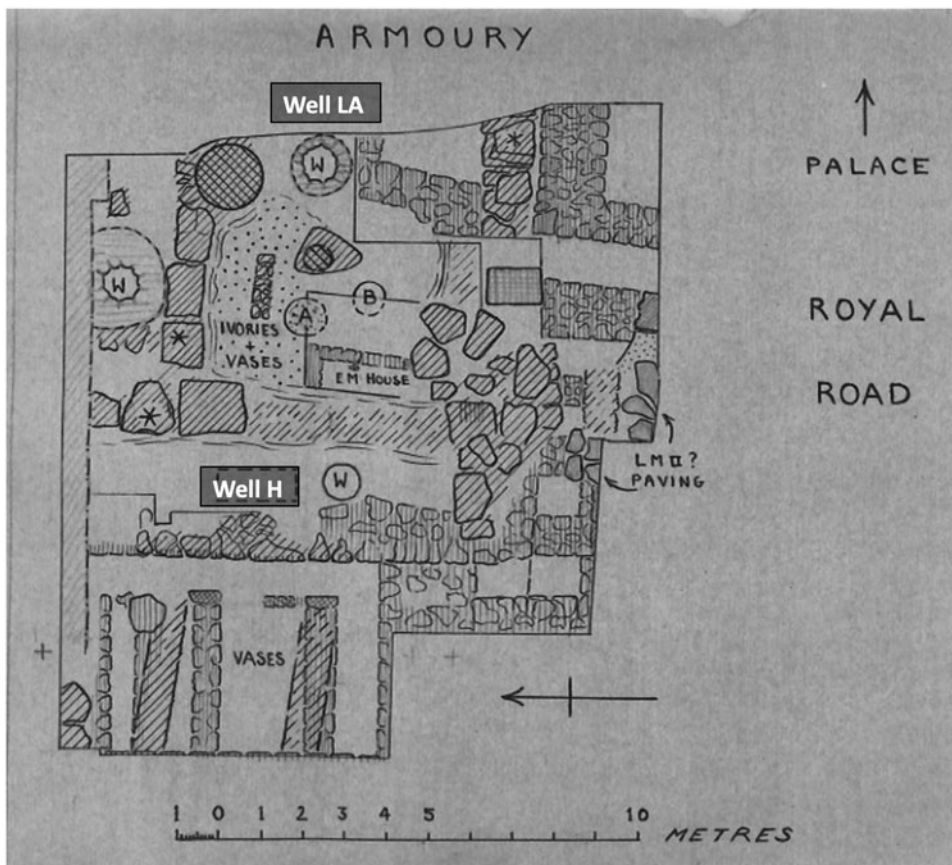 ARMOURY
Well LA
W
PALACE
W
B
ROYAL
A
IVORIES
+
VASES
EM HOUSE
ROAD
LM II?
PAVING
Well H
W
VASES
1 0 1 2 3 4 5 10
METRES